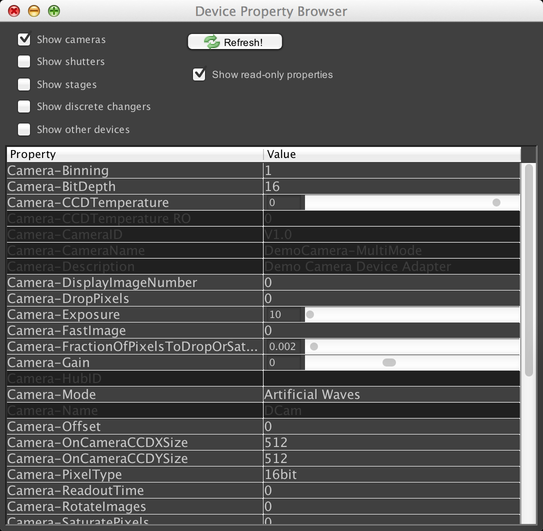 Device Property Browser
Show cameras
Refresh!
Show shutters
Show read-only properties
Show stages
Show discrete changers
Show other devices
Property Value
Camera-Binning 1
Camera-BitDepth 16
Camera-CCDTemperature 0
Camera-CCDTemperature RO 0
Camera-CameraID V1.0
Camera-CameraName DemoCamera-MultiMode
Camera-Description Demo Camera Device Adapter
Camera-DisplayImageNumber 0
Camera-DropPixels 0
Camera-Exposure 10
Camera-FastImage 0
Camera-FractionOfPixelsToDropOrSat... 0.002
Camera-Gain 0
Camera-HubID
Camera-Mode Artificial Waves
Camera-Name DCam
Camera-Offset 0
Camera-OnCameraCCDXSize 512
Camera-OnCameraCCDYSize 512
Camera-PixelType 16bit
Camera-ReadoutTime 0
Camera-RotateImages 0
Camera-SaturatePixels 0